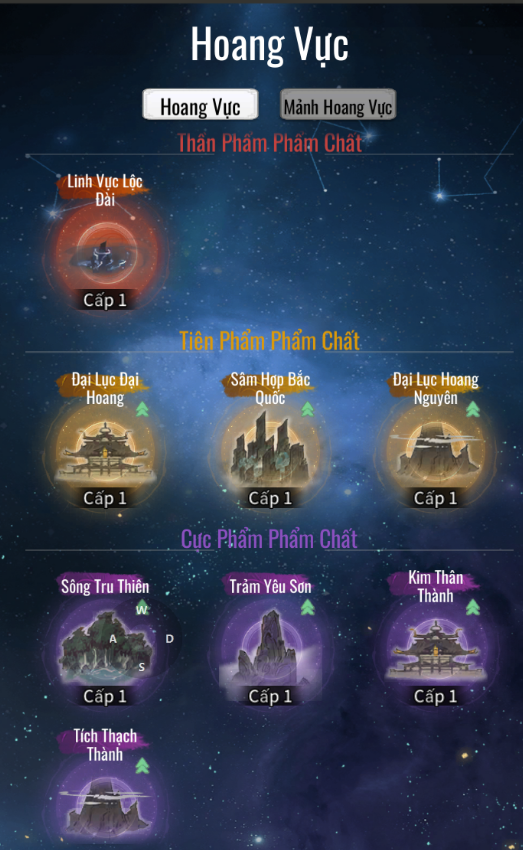 Hoang Vực
Hoang Vực
Mảnh Hoang Vực
Thần Phẩm Phẩm Chất
Linh Vực Lộc
Đài
Cấp 1
Tiên Phẩm Phẩm Chất
Đại Lục Đại
Hoang
Sâm Hợp Bắc
Quốc
Đại Lục Hoang
Nguyên
Cấp 1
Cấp 1
Cấp 1
Cực Phẩm Phẩm Chất
Sông Tru Thiên
Trảm Yêu Sơn
Kim Thân
Thành
W
A
D
S
Cấp 1
Cấp 1
Cấp 1
Tích Thạch
Thành